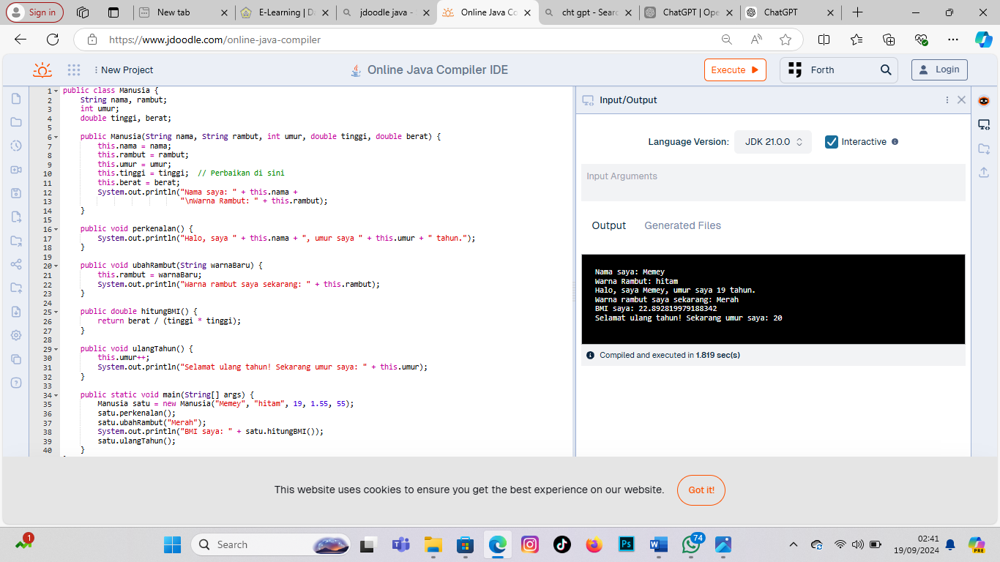 Sign in
New tab
E-Learning | Da
jdoodle java - S
Online Java Co
cht gpt - Searc
ChatGPT | Ope
ChatGPT
https://www.jdoodle.com/online-java-compiler
New Project
Online Java Compiler IDE
Execute
Forth
Login
1 public class Manusia {
2 String nama, rambut;
3 int umur;
4 double tinggi, berat;
5
6 public Manusia(String nama, String rambut, int umur, double tinggi, double berat) {
7 this.nama = nama;
8 this.rambut = rambut;
9 this.umur = umur;
10 this.tinggi = tinggi;  // Perbaikan di sini
11 this.berat = berat;
12 System.out.println("Nama saya: " + this.nama +
13 "\nWarna Rambut: " + this.rambut);
14 }
15
16 public void perkenalan() {
17 System.out.println("Halo, saya " + this.nama + ", umur saya " + this.umur + " tahun.");
18 }
19
20 public void ubahRambut(String warnaBaru) {
21 this.rambut = warnaBaru;
22 System.out.println("Warna rambut saya sekarang: " + this.rambut);
23 }
24
25 public double hitungBMI() {
26 return berat / (tinggi * tinggi);
27 }
28
29 public void ulangTahun() {
30 this.umur++;
31 System.out.println("Selamat ulang tahun! Sekarang umur saya: " + this.umur);
32 }
33
34 public static void main(String[] args) {
35 Manusia satu = new Manusia("Memey", "hitam", 19, 1.55, 55);
36 satu.perkenalan();
37 satu.ubahRambut("Merah");
38 System.out.println("BMI saya: " + satu.hitungBMI());
39 satu.ulangTahun();
40 }
Input/Output
Language Version: JDK 21.0.0 Interactive
Input Arguments
Output Generated Files
Nama saya: Memey
Warna Rambut: hitam
Halo, saya Memey, umur saya 19 tahun.
Warna rambut saya sekarang: Merah
BMI saya: 22.892819979188342
Selamat ulang tahun! Sekarang umur saya: 20
Compiled and executed in 1.819 sec(s)
This website uses cookies to ensure you get the best experience on our website.
Got it!
1
Search
Ps
74
02:41
19/09/2024
PRE